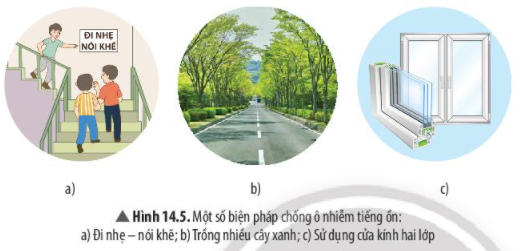 ĐI NHẸ
NÓI KHẼ
a)
b)
c)
▲ Hình 14.5. Một số biện pháp chống ô nhiễm tiếng ồn:
a) Đi nhẹ – nói khẽ; b) Trồng nhiều cây xanh; c) Sử dụng cửa kính hai lớp